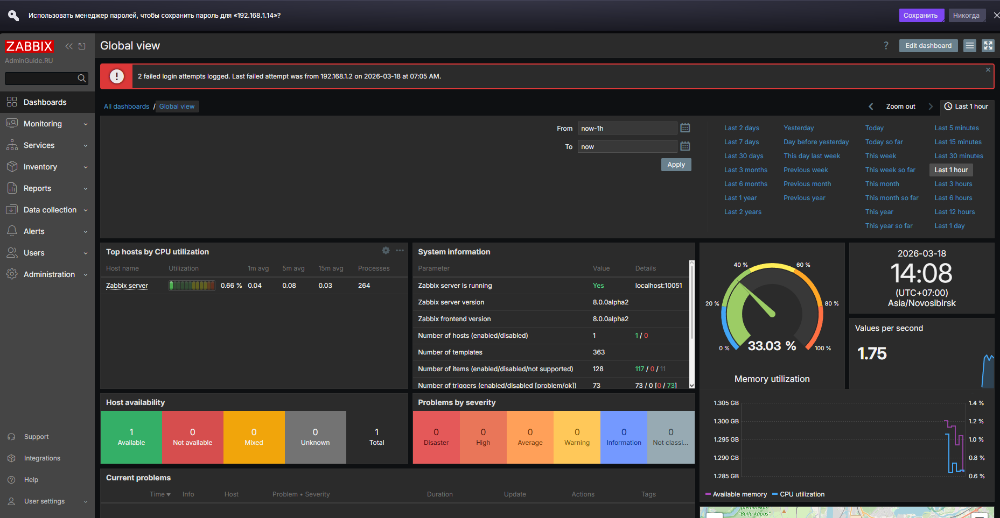 Использовать менеджер паролей, чтобы сохранить пароль для «192.168.1.14»?
Сохранить
Никогда
ZABBIX
AdminGuide.RU
Dashboards
Monitoring
Services
Inventory
Reports
Data collection
Alerts
Users
Administration
Support
Integrations
Help
User settings
Global view
?
Edit dashboard
2 failed login attempts logged. Last failed attempt was from 192.168.1.2 on 2026-03-18 at 07:05 AM.
All dashboards / Global view
Zoom out
Last 1 hour
From now-1h
To now
Apply
Last 2 days Yesterday Today Last 5 minutes
Last 7 days Day before yesterday Today so far Last 15 minutes
Last 30 days This day last week This week Last 30 minutes
Last 3 months Previous week This week so far Last 1 hour
Last 6 months Previous month This month Last 3 hours
Last 1 year Previous year This month so far Last 6 hours
Last 2 years This year Last 12 hours
This year so far Last 1 day
Top hosts by CPU utilization
Host name Utilization 1m avg 5m avg 15m avg Processes
Zabbix server 0.66 % 0.04 0.08 0.03 264
System information
Parameter Value Details
Zabbix server is running Yes localhost:10051
Zabbix server version 8.0.0alpha2
Zabbix frontend version 8.0.0alpha2
Number of hosts (enabled/disabled) 1 1 / 0
Number of templates 363
Number of items (enabled/disabled/not supported) 128 117 / 0 / 11
Number of triggers (enabled/disabled [problem/ok]) 73 73 / 0 [0 / 73]
40 % 60 %
20 % 80 %
0 % 33.03 % 100 %
Memory utilization
2026-03-18
14:08
(UTC+07:00)
Asia/Novosibirsk
Values per second
1.75
Host availability
1 Available
0 Not available
0 Mixed
0 Unknown
1 Total
Problems by severity
0 Disaster
0 High
0 Average
0 Warning
0 Information
0 Not classi...
1.305 GB 1.4 %
1.300 GB 1.2 %
1.295 GB 1.0 %
1.290 GB 0.8 %
1.285 GB 0.6 %
Available memory CPU utilization
Current problems
Time Info Host Problem • Severity Duration Update Actions Tags
piemineklis
"Buļļu kāpas"